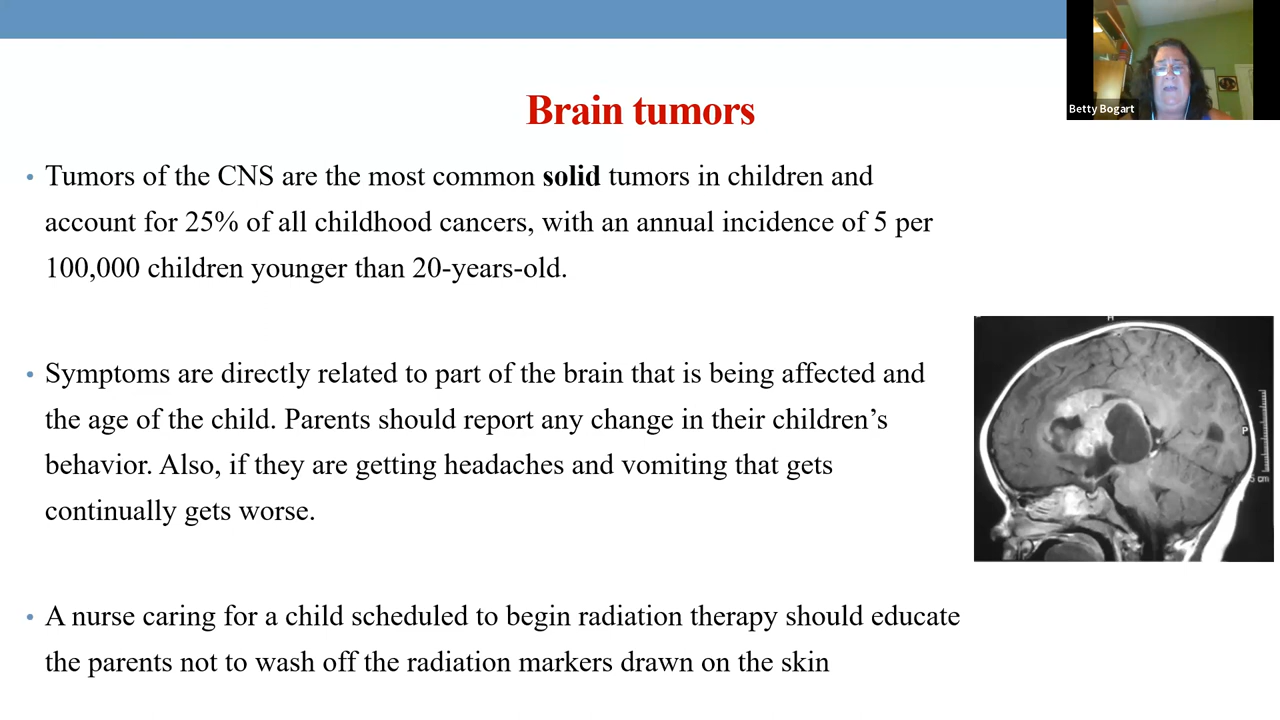 Betty Bogart
Brain tumors
• Tumors of the CNS are the most common solid tumors in children and
account for 25% of all childhood cancers, with an annual incidence of 5 per
100,000 children younger than 20-years-old.
• Symptoms are directly related to part of the brain that is being affected and
the age of the child. Parents should report any change in their children’s
behavior. Also, if they are getting headaches and vomiting that gets
continually gets worse.
• A nurse caring for a child scheduled to begin radiation therapy should educate
the parents not to wash off the radiation markers drawn on the skin
H
P
5 cm